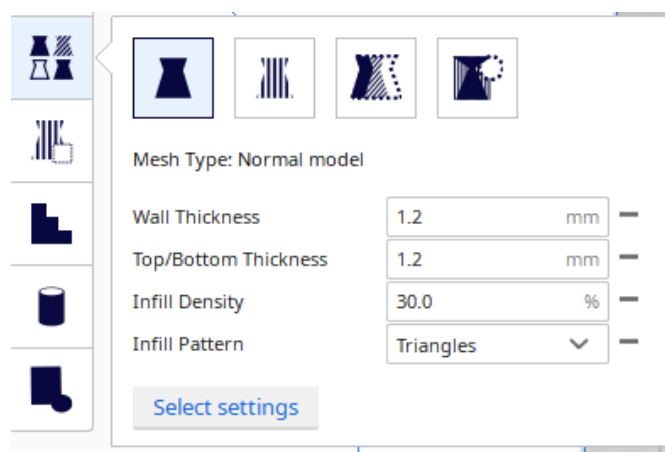 Mesh Type: Normal model
Wall Thickness 1.2 mm
Top/Bottom Thickness 1.2 mm
Infill Density 30.0 %
Infill Pattern Triangles
Select settings